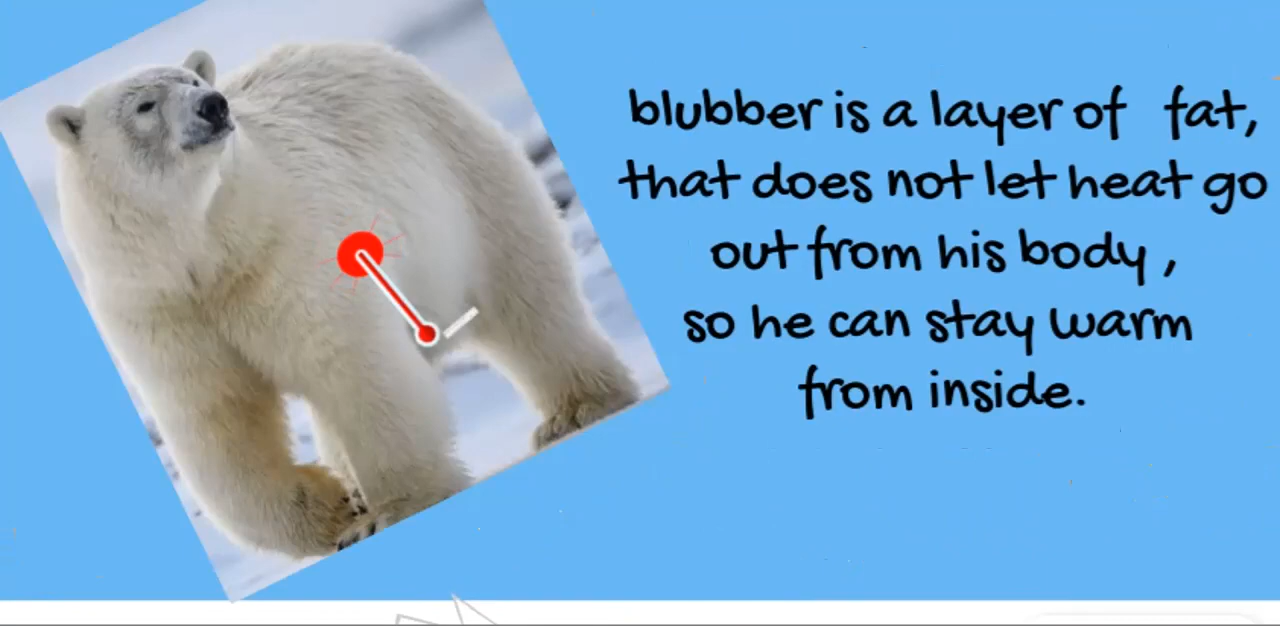 blubber is a layer of fat,
that does not let heat go
out from his body ,
so he can stay warm
from inside.